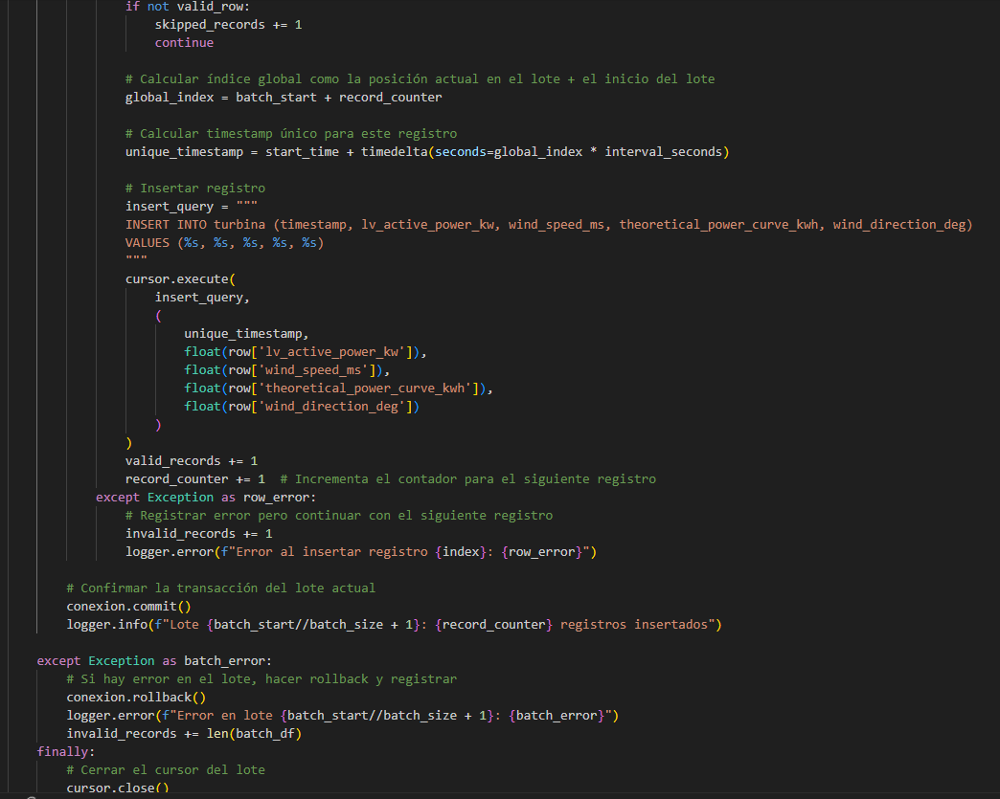 if not valid_row:
skipped_records += 1
continue
# Calcular índice global como la posición actual en el lote + el inicio del lote
global_index = batch_start + record_counter
# Calcular timestamp único para este registro
unique_timestamp = start_time + timedelta(seconds=global_index * interval_seconds)
# Insertar registro
insert_query = """
INSERT INTO turbina (timestamp, lv_active_power_kw, wind_speed_ms, theoretical_power_curve_kwh, wind_direction_deg)
VALUES (%s, %s, %s, %s, %s)
"""
cursor.execute(
insert_query,
(
unique_timestamp,
float(row['lv_active_power_kw']),
float(row['wind_speed_ms']),
float(row['theoretical_power_curve_kwh']),
float(row['wind_direction_deg'])
)
)
valid_records += 1
record_counter += 1  # Incrementa el contador para el siguiente registro
except Exception as row_error:
# Registrar error pero continuar con el siguiente registro
invalid_records += 1
logger.error(f"Error al insertar registro {index}: {row_error}")
# Confirmar la transacción del lote actual
conexion.commit()
logger.info(f"Lote {batch_start//batch_size + 1}: {record_counter} registros insertados")
except Exception as batch_error:
# Si hay error en el lote, hacer rollback y registrar
conexion.rollback()
logger.error(f"Error en lote {batch_start//batch_size + 1}: {batch_error}")
invalid_records += len(batch_df)
finally:
# Cerrar el cursor del lote
cursor.close()